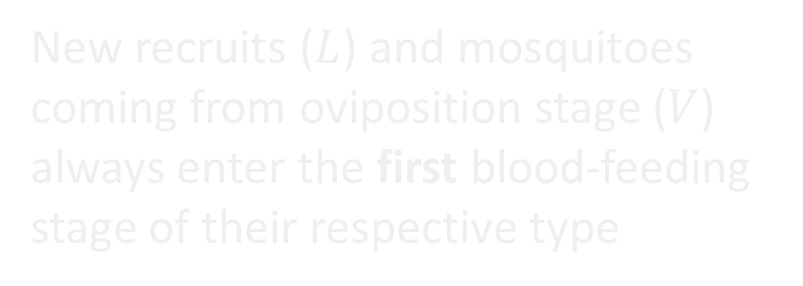 New recruits (L) and mosquitoes
coming from oviposition stage (V)
always enter the first blood-feeding
stage of their respective type